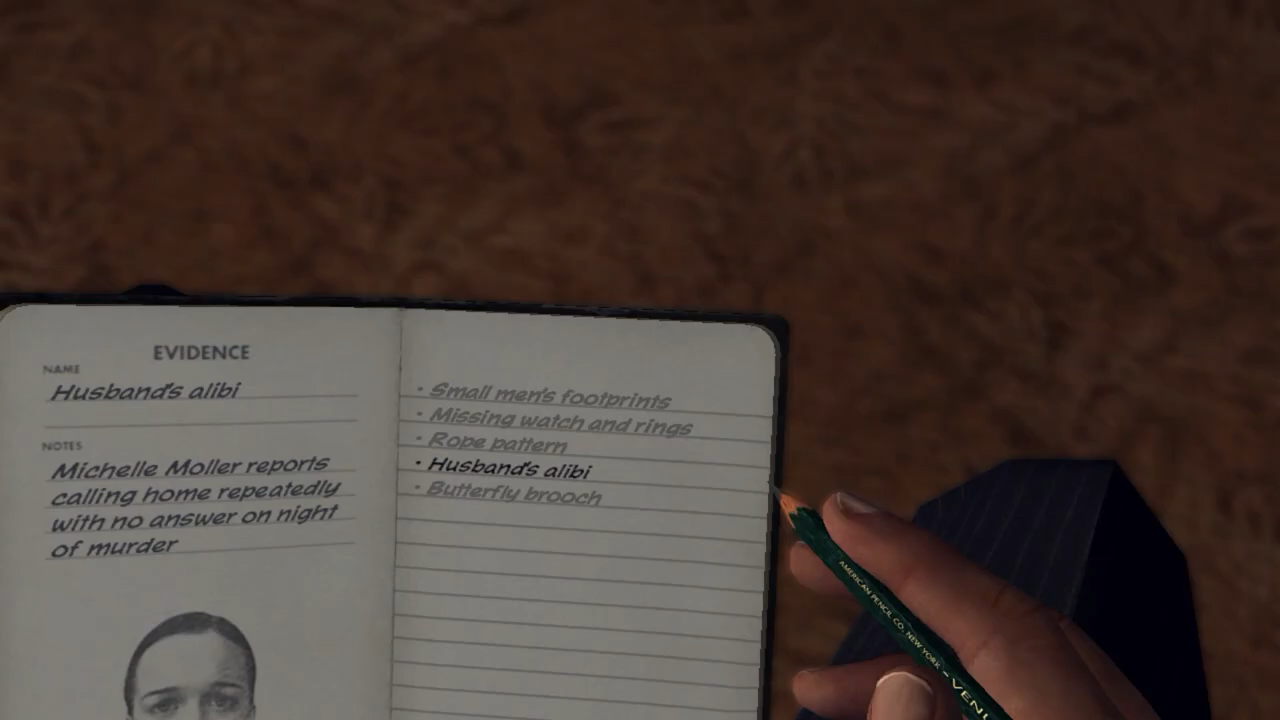 EVIDENCE
NAME
Husband's alibi
NOTES
Michelle Moller reports
calling home repeatedly
with no answer on night
of murder
• Small men's footprints
• Missing watch and rings
• Rope pattern
• Husband's alibi
• Butterfly brooch
AMERICAN PENCIL CO. NEW YORK - VENU